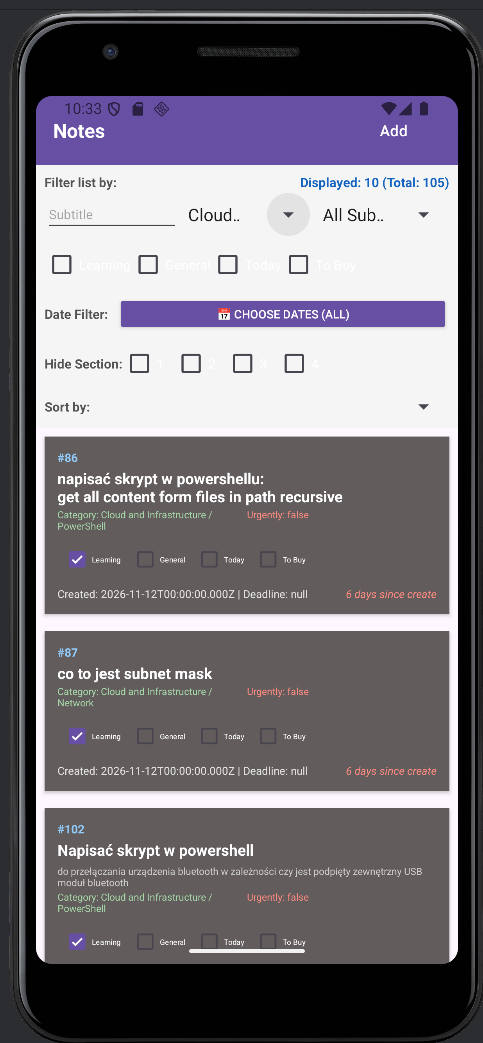 10:33
Notes
Add
Filter list by:
Displayed: 10 (Total: 105)
Subtitle
Cloud..
All Sub..
Learning General Today To Buy
Date Filter:
📅 CHOOSE DATES (ALL)
Hide Section: 1 2 3 4
Sort by:
#86
napisać skrypt w powershellu:
get all content form files in path recursive
Category: Cloud and Infrastructure /
PowerShell
Urgently: false
Learning General Today To Buy
Created: 2026-11-12T00:00:00.000Z | Deadline: null
6 days since create
#87
co to jest subnet mask
Category: Cloud and Infrastructure /
Network
Urgently: false
Learning General Today To Buy
Created: 2026-11-12T00:00:00.000Z | Deadline: null
6 days since create
#102
Napisać skrypt w powershell
do przełączania urządzenia bluetooth w zależności czy jest podpięty zewnętrzny USB
moduł bluetooth
Category: Cloud and Infrastructure /
PowerShell
Urgently: false
Learning General Today To Buy